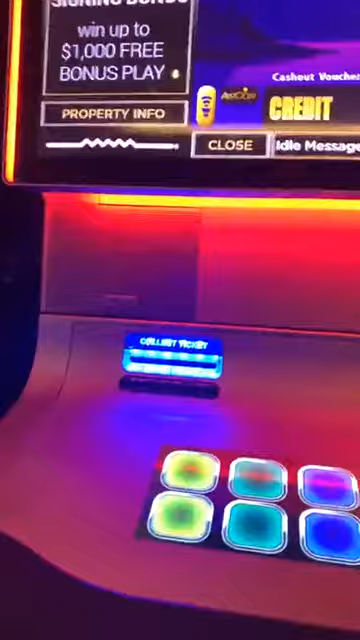 SIGNING BONUS
win up to
$1,000 FREE
BONUS PLAY
PROPERTY INFO
Cashout Voucher
CREDIT
CLOSE
Idle Message
COLLECT TICKET